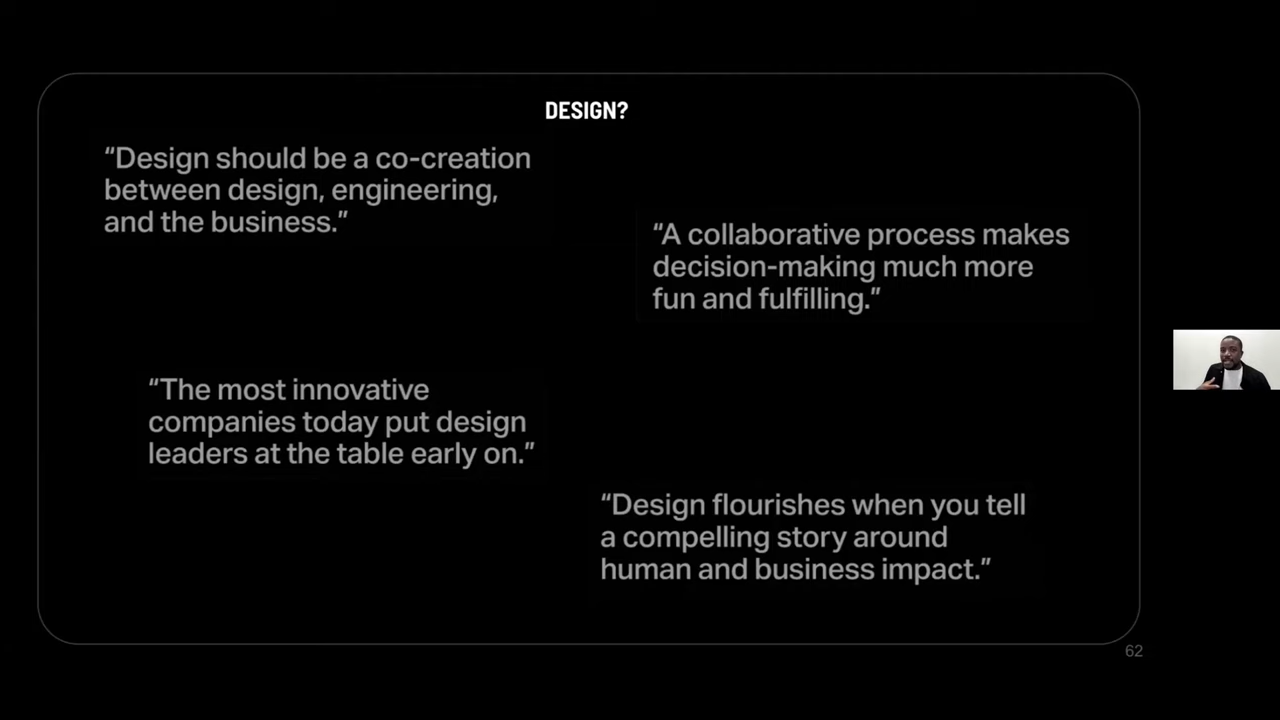 DESIGN?
“Design should be a co-creation
between design, engineering,
and the business.”
“A collaborative process makes
decision-making much more
fun and fulfilling.”
“The most innovative
companies today put design
leaders at the table early on.”
“Design flourishes when you tell
a compelling story around
human and business impact.”
62